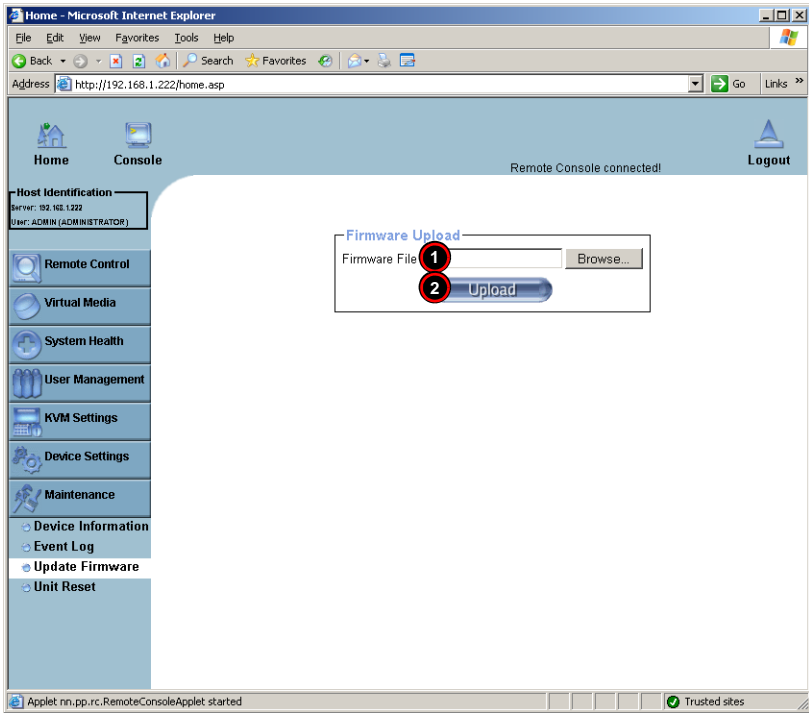 Home - Microsoft Internet Explorer
File Edit View Favorites Tools Help
Back Search Favorites
Address http://192.168.1.222/home.asp Go Links »
Home Console Logout
Remote Console connected!
Host Identification
Server: 192.168.1.222
User: ADMIN (ADMINISTRATOR)
Firmware Upload
Firmware File 1 Browse...
2 Upload
Remote Control
Virtual Media
System Health
User Management
KVM Settings
Device Settings
Maintenance
Device Information
Event Log
Update Firmware
Unit Reset
Applet nn.pp.rc.RemoteConsoleApplet started Trusted sites